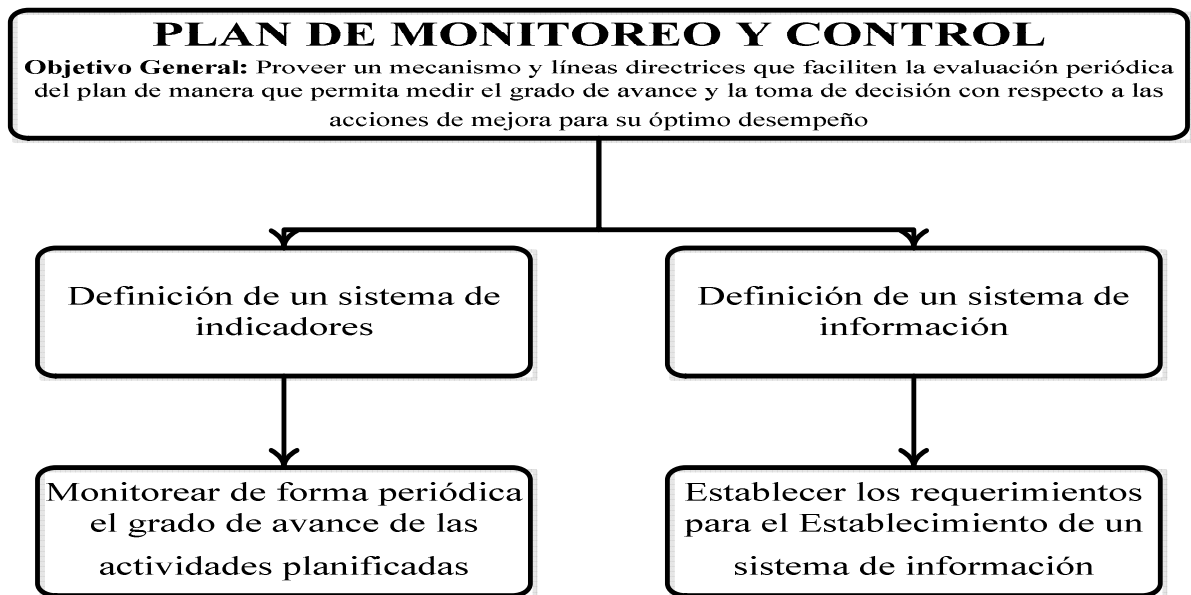 PLAN DE MONITOREO Y CONTROL
Objetivo General: Proveer un mecanismo y líneas directrices que faciliten la evaluación periódica
del plan de manera que permita medir el grado de avance y la toma de decisión con respecto a las
acciones de mejora para su óptimo desempeño
Definición de un sistema de
indicadores
Definición de un sistema de
información
Monitorear de forma periódica
el grado de avance de las
actividades planificadas
Establecer los requerimientos
para el Establecimiento de un
sistema de información